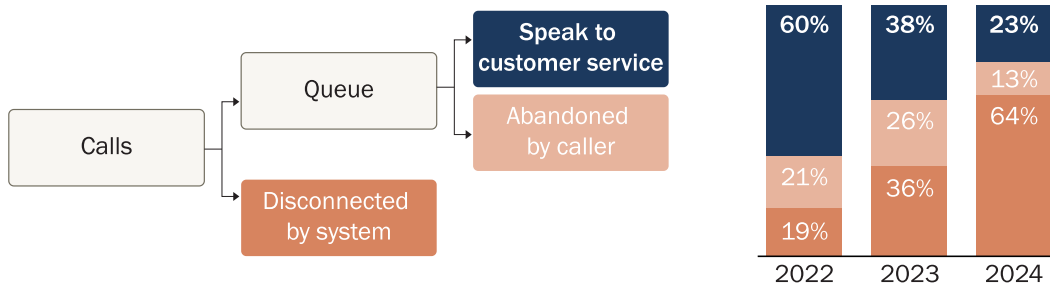 Calls
Queue
Disconnected
by system
Speak to
customer service
Abandoned
by caller
60%
21%
19%
2022
38%
26%
36%
2023
23%
13%
64%
2024